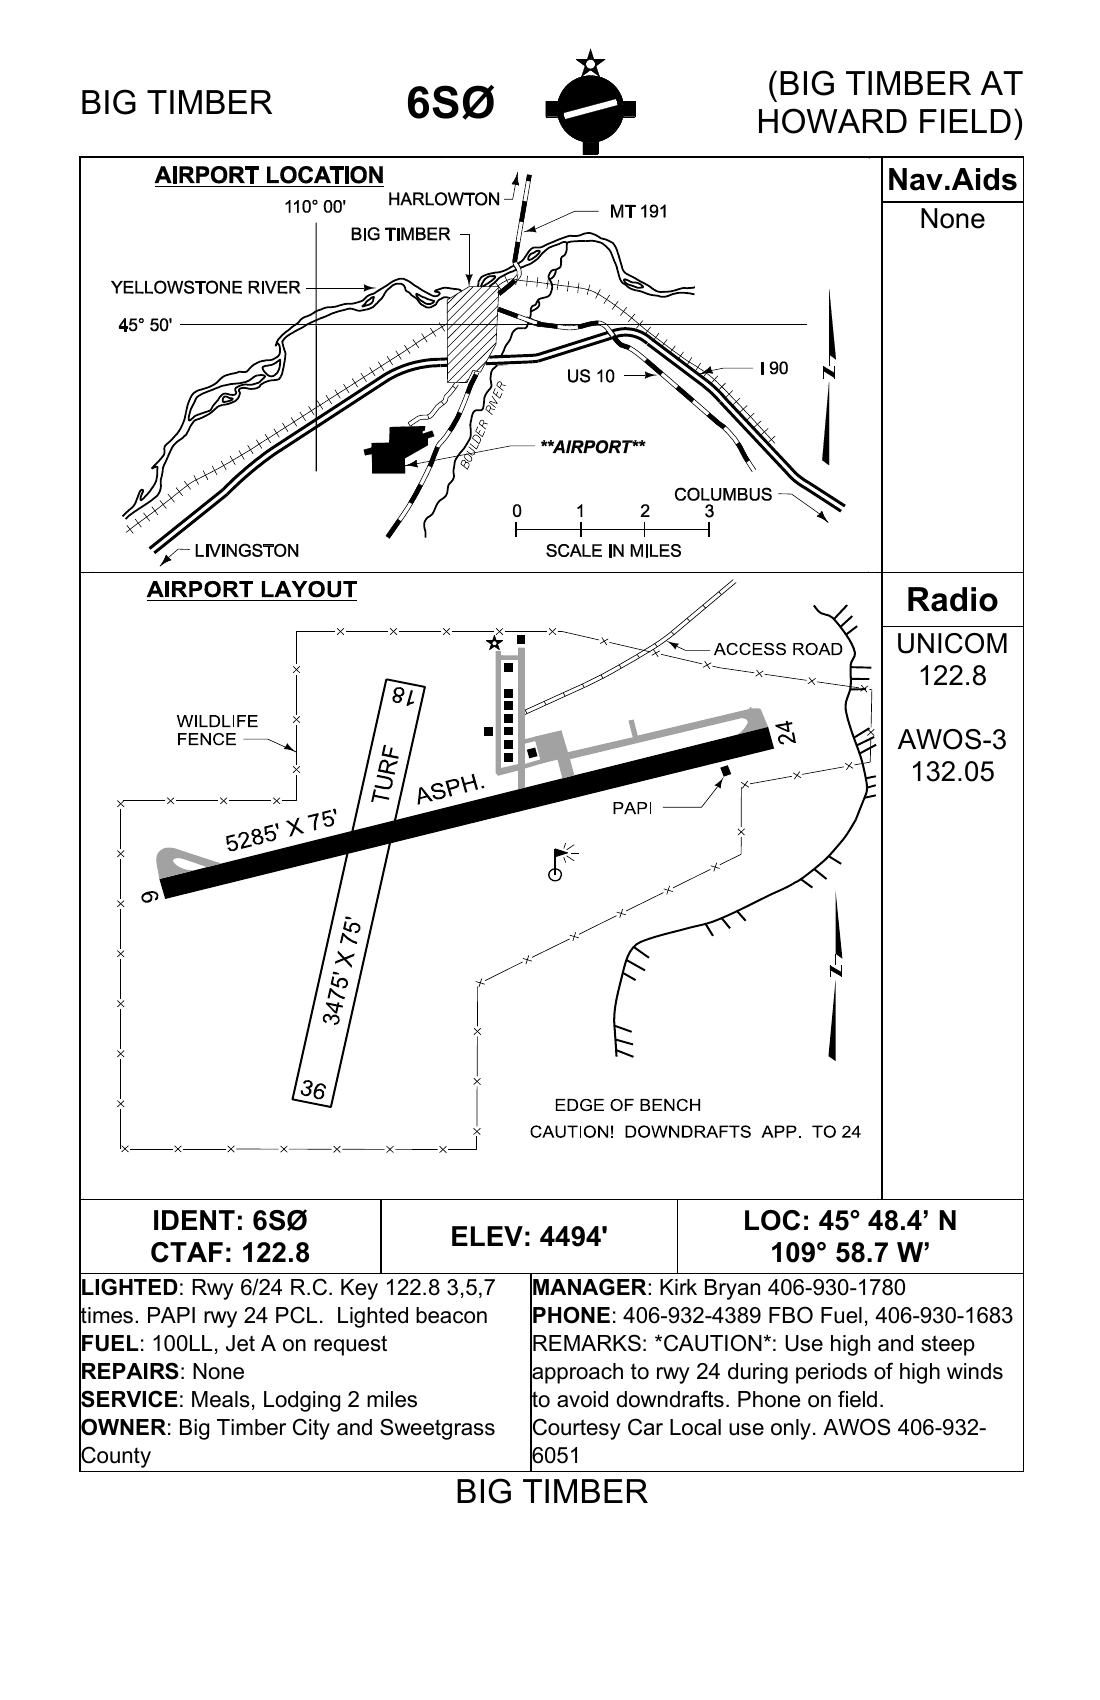 BIG TIMBER
6SØ
(BIG TIMBER AT
HOWARD FIELD)
AIRPORT LOCATION
110° 00'
HARLOWTON
MT 191
BIG TIMBER
YELLOWSTONE RIVER
45° 50'
US 10
I 90
N
BOULDER RIVER
**AIRPORT**
COLUMBUS
0 1 2 3
SCALE IN MILES
LIVINGSTON
Nav.Aids
None
AIRPORT LAYOUT
ACCESS ROAD
18
WILDLIFE
FENCE
TURF
24
ASPH.
PAPI
5285' X 75'
6
3475' X 75'
N
36
EDGE OF BENCH
CAUTION! DOWNDRAFTS APP. TO 24
Radio
UNICOM
122.8
AWOS-3
132.05
IDENT: 6SØ
CTAF: 122.8
ELEV: 4494'
LOC: 45° 48.4’ N
109° 58.7 W’
LIGHTED: Rwy 6/24 R.C. Key 122.8 3,5,7
times. PAPI rwy 24 PCL. Lighted beacon
FUEL: 100LL, Jet A on request
REPAIRS: None
SERVICE: Meals, Lodging 2 miles
OWNER: Big Timber City and Sweetgrass
County
MANAGER: Kirk Bryan 406-930-1780
PHONE: 406-932-4389 FBO Fuel, 406-930-1683
REMARKS: *CAUTION*: Use high and steep
approach to rwy 24 during periods of high winds
to avoid downdrafts. Phone on field.
Courtesy Car Local use only. AWOS 406-932-
6051
BIG TIMBER